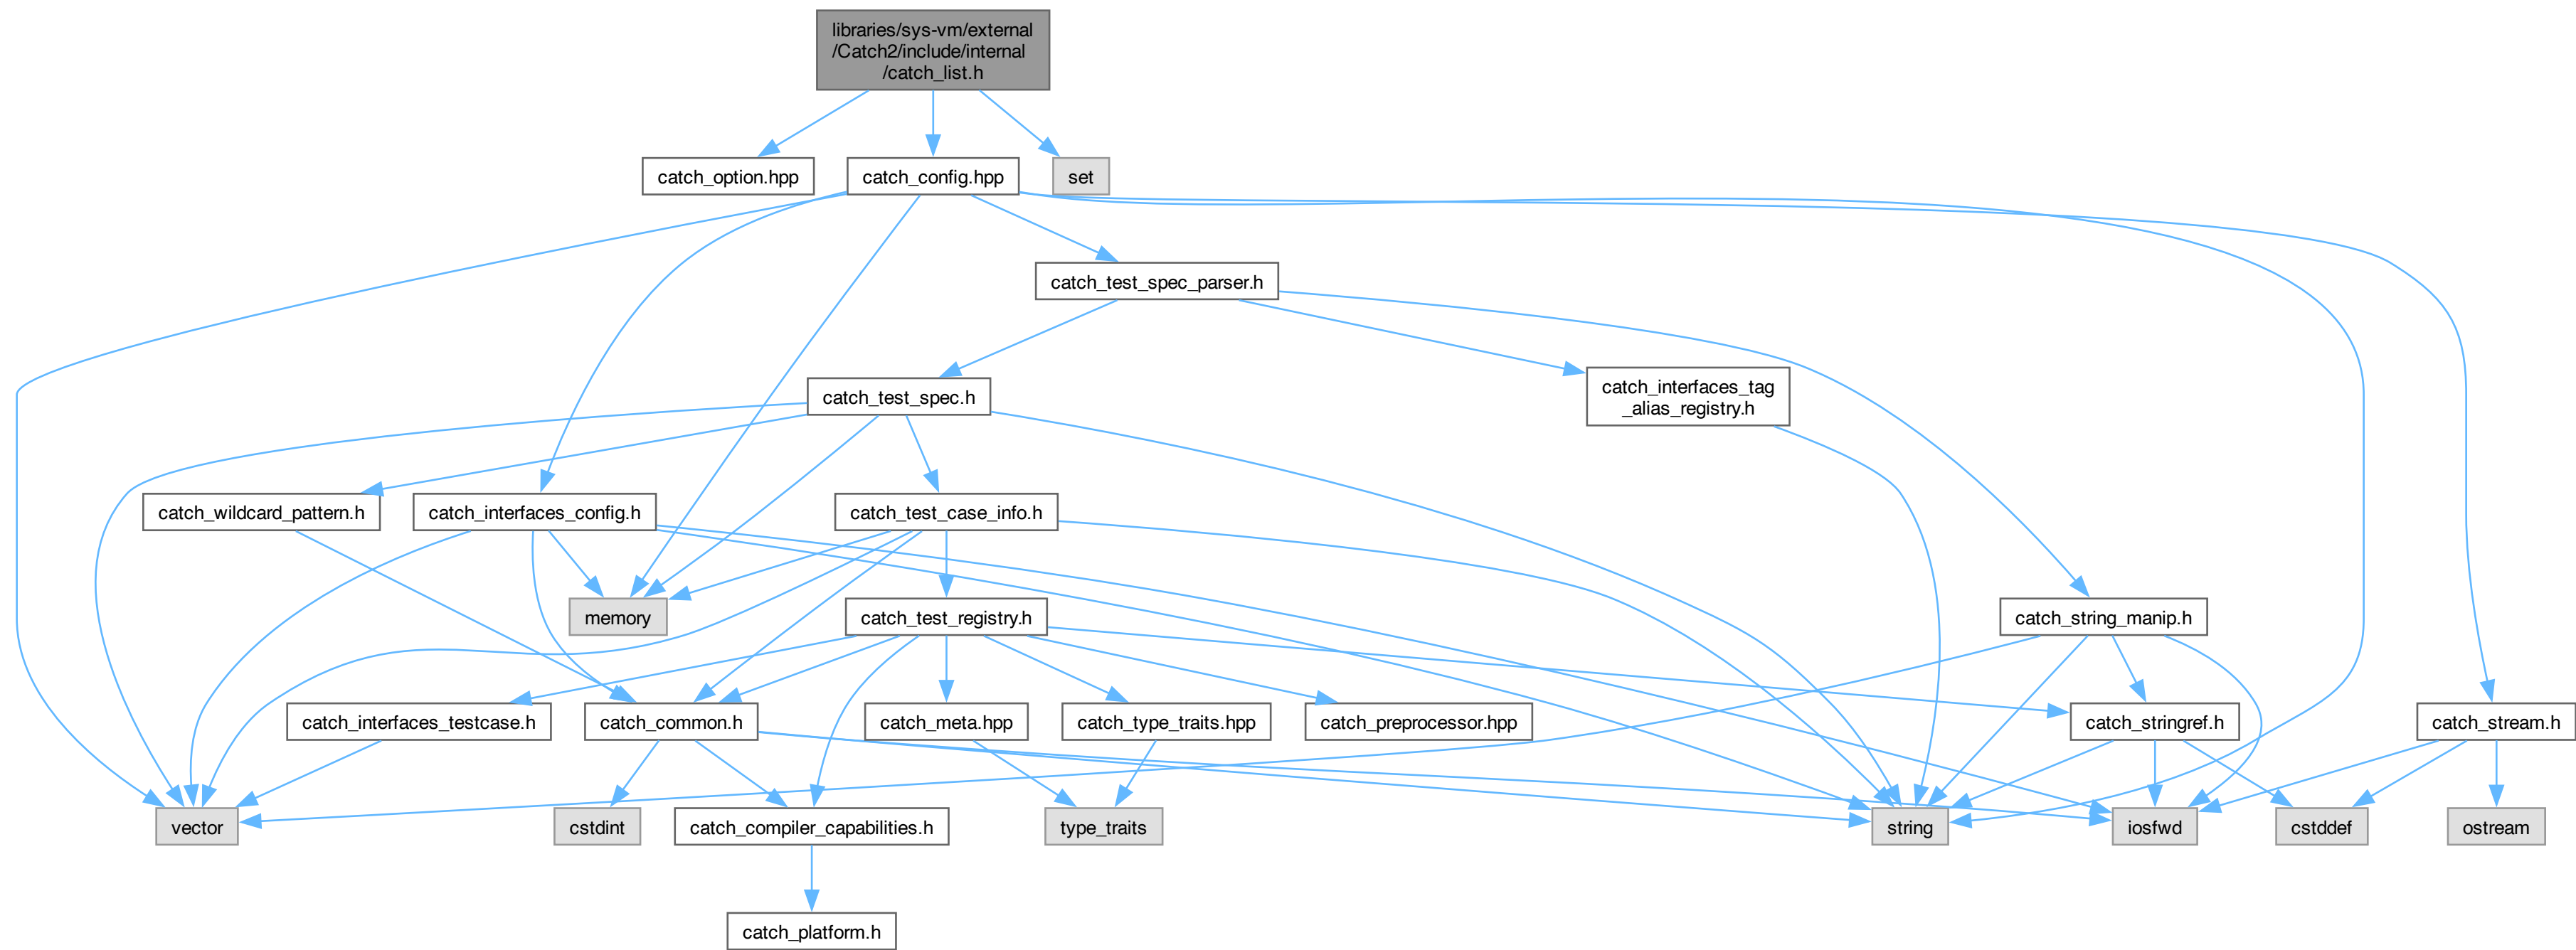 libraries/sys-vm/external
/Catch2/include/internal
/catch_list.h
catch_option.hpp
catch_config.hpp
set
catch_test_spec_parser.h
catch_test_spec.h
catch_interfaces_tag
_alias_registry.h
catch_wildcard_pattern.h
catch_interfaces_config.h
catch_test_case_info.h
memory
catch_test_registry.h
catch_string_manip.h
catch_interfaces_testcase.h
catch_common.h
catch_meta.hpp
catch_type_traits.hpp
catch_preprocessor.hpp
catch_stringref.h
catch_stream.h
vector
cstdint
catch_compiler_capabilities.h
type_traits
string
iosfwd
cstddef
ostream
catch_platform.h